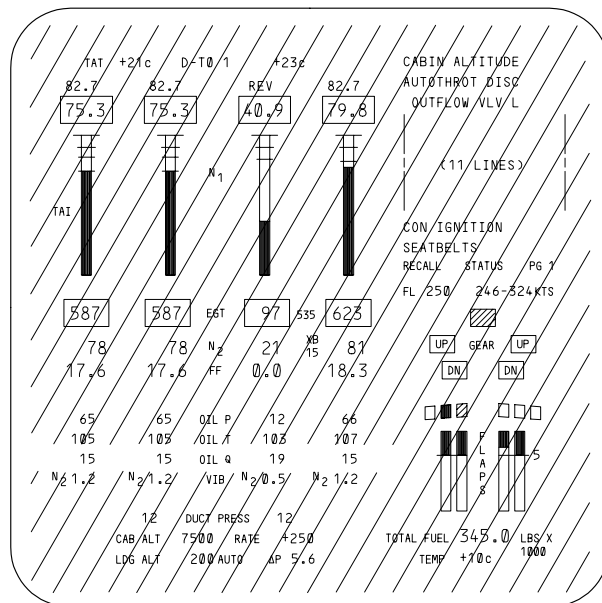 TAT +21c D-TO 1 +23c
82.7 82.7 REV 82.7
75.3 75.3 40.9 79.8
N1
TAI
587 587 EGT 97 535 623
78 78 N2 21 XB 15 81
17.6 17.6 FF 0.0 18.3
65 65 OIL P 12 66
105 105 OIL T 103 107
15 15 OIL Q 19 15
N2 1.2 N2 1.2 VIB N2 0.5 N2 1.2
12 DUCT PRESS 12
CAB ALT 7500 RATE +250
LDG ALT 200 AUTO ΔP 5.6
CABIN ALTITUDE
AUTOTHROT DISC
OUTFLOW VLV L
(11 LINES)
CON IGNITION
SEATBELTS
RECALL STATUS PG 1
FL 250 246-324KTS
UP GEAR UP
DN DN
FLAPS
5
TOTAL FUEL 345.0 LBS X 1000
TEMP +10c